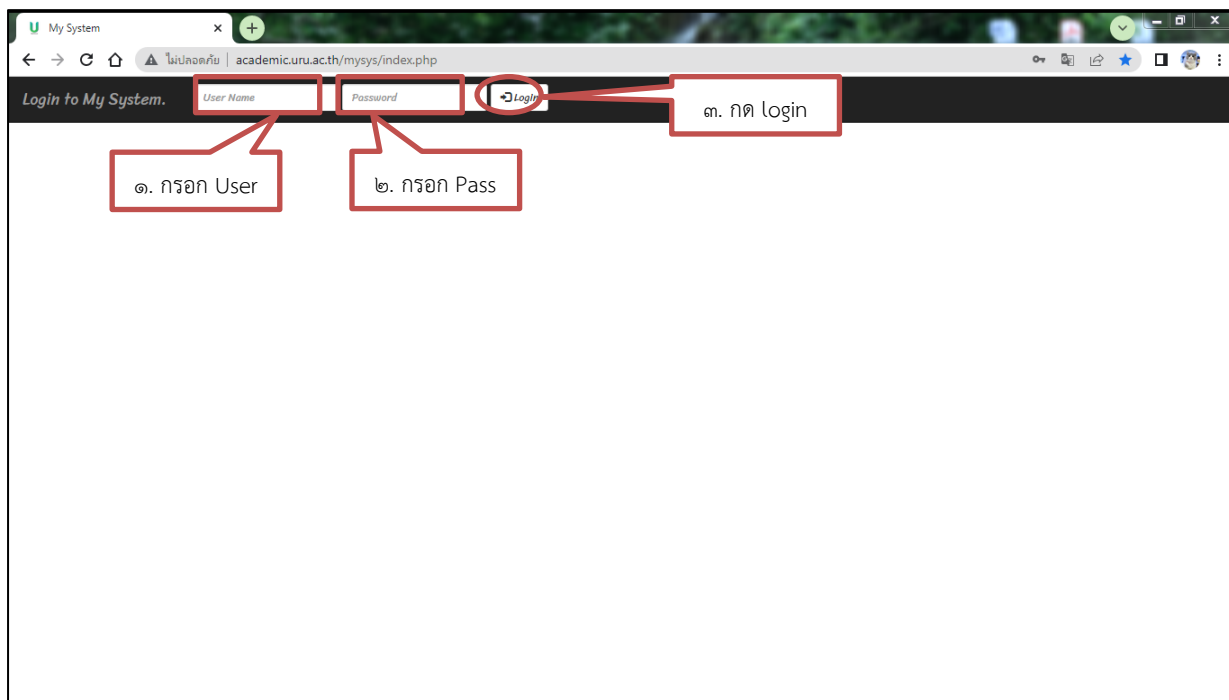 My System
ไม่ปลอดภัย | academic.uru.ac.th/mysys/index.php
Login to My System. User Name Password Login
๓. กด login
๑. กรอก User ๒. กรอก Pass